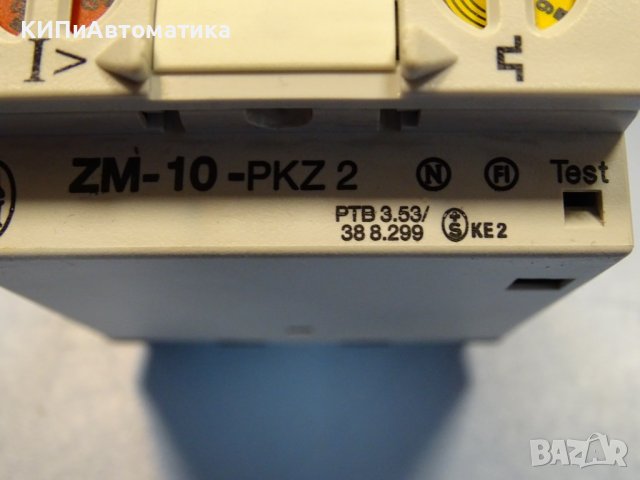 КИПиАвтоматика
I >
ZM-10-PKZ 2 N FI Test
PTB 3.53/
38 8.299 S KE 2
BAZAR